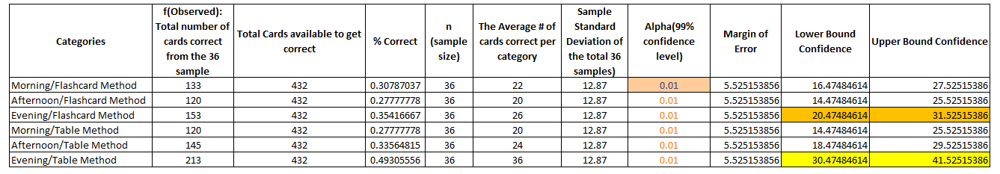 Categories	f(Observed): Total number of cards correct from the 36 sample	Total Cards available to get correct	% Correct	n (sample size)	The Average # of cards correct per category	Sample Standard Deviation of the total 36 samples)	Alpha(99% confidence level)	Margin of Error	Lower Bound Confidence	Upper Bound Confidence
Morning/Flashcard Method	133	432	0.30787037	36	22	12.87	0.01	5.525153856	16.47484614	27.52515386
Afternoon/Flashcard Method	120	432	0.27777778	36	20	12.87	0.01	5.525153856	14.47484614	25.52515386
Evening/Flashcard Method	153	432	0.35416667	36	26	12.87	0.01	5.525153856	20.47484614	31.52515386
Morning/Table Method	120	432	0.27777778	36	20	12.87	0.01	5.525153856	14.47484614	25.52515386
Afternoon/Table Method	145	432	0.33564815	36	24	12.87	0.01	5.525153856	18.47484614	29.52515386
Evening/Table Method	213	432	0.49305556	36	36	12.87	0.01	5.525153856	30.47484614	41.52515386